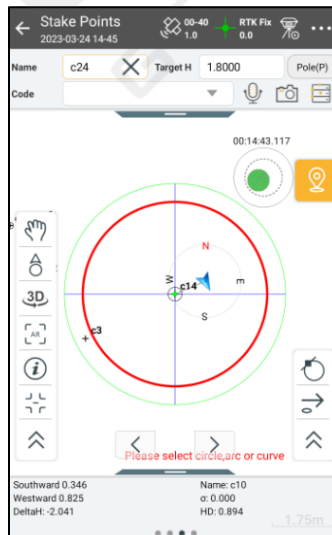 Stake Points
2023-03-24 14-45
00-40
1.0
RTK Fix
0.0
Name
c24
Target H
1.8000
Pole(P)
Code
00:14:43.117
N
W
E
S
c14
c3
3D
AR
i
Please select circle,arc or curve
Southward 0.346
Name: c10
Westward 0.825
σ: 0.000
DeltaH: -2.041
HD: 0.894
1.75m